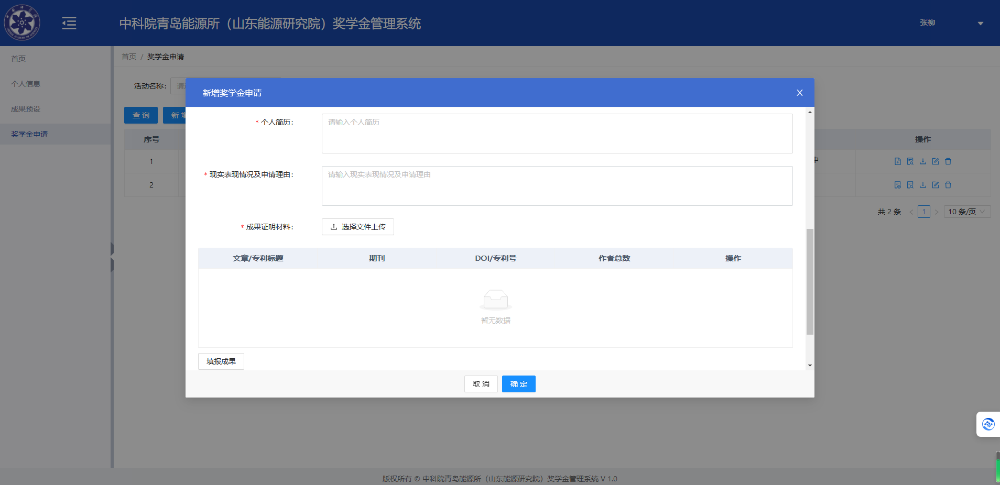 中科院青岛能源所（山东能源研究院）奖学金管理系统
张柳
首页
个人信息
成果预设
奖学金申请
首页 / 奖学金申请
活动名称：
请
查 询
新 增
序号
操作
1
中
2
共 2 条
1
10 条/页
新增奖学金申请
* 个人简历：
请输入个人简历
* 现实表现情况及申请理由：
请输入现实表现情况及申请理由
* 成果证明材料：
选择文件上传
文章/专利标题 期刊 DOI/专利号 作者总数 操作
暂无数据
填报成果
取 消
确 定
版权所有 © 中科院青岛能源所（山东能源研究院）奖学金管理系统 V 1.0